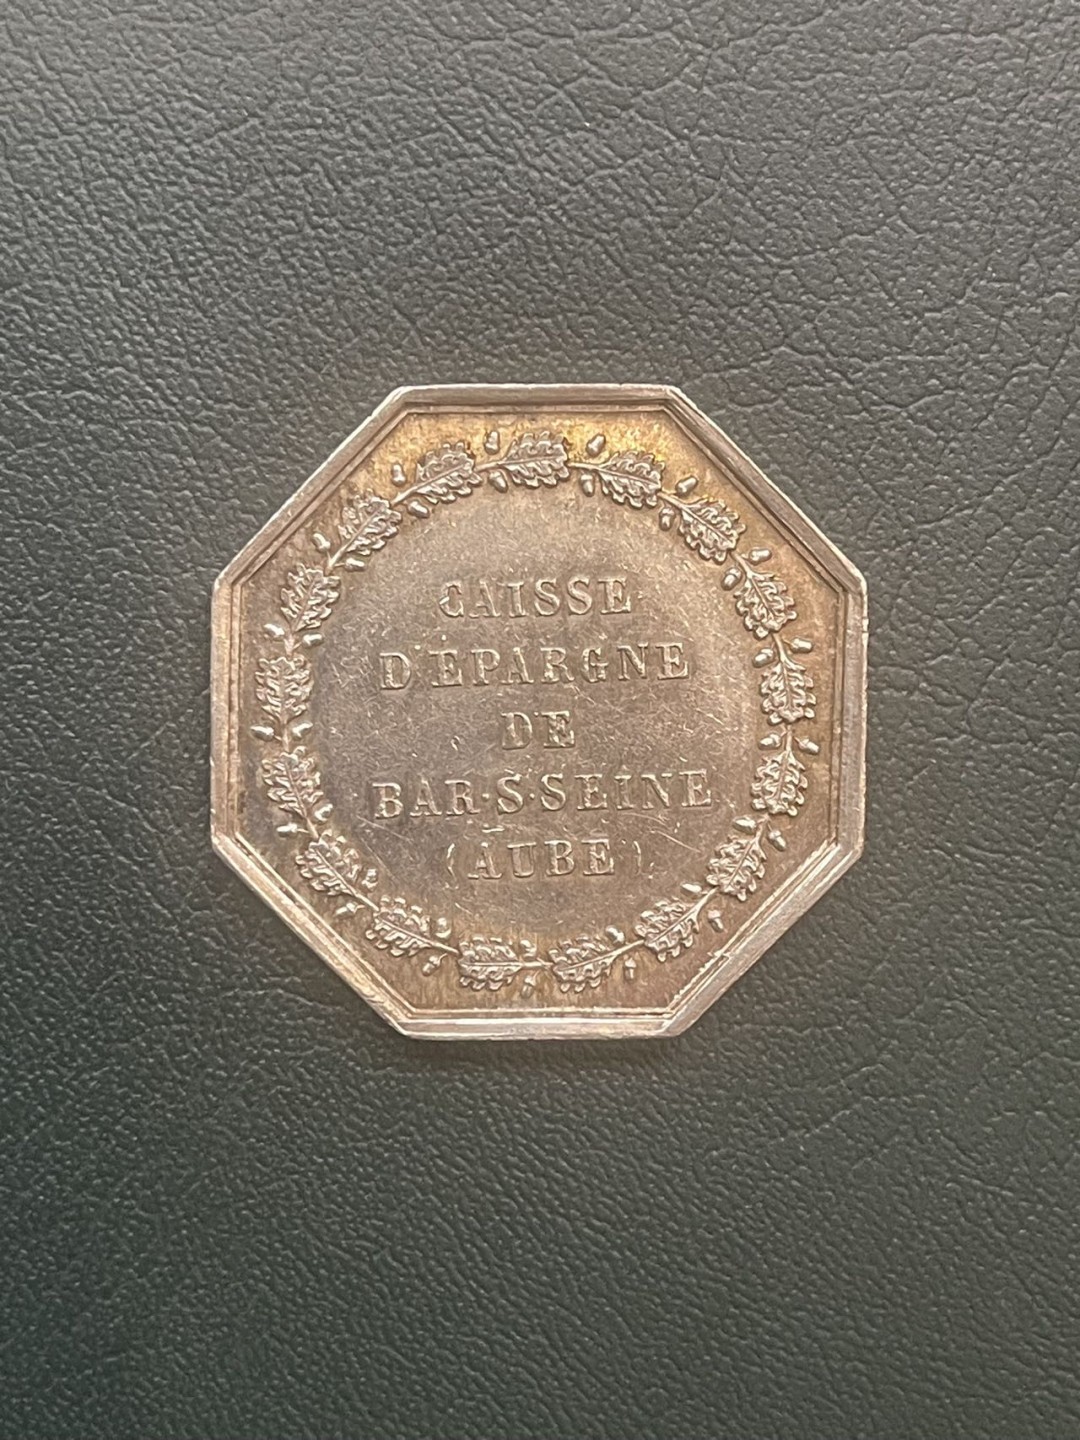 CAISSE
D'EPARGNE
DE
BAR·S·SEINE
(AUBE)